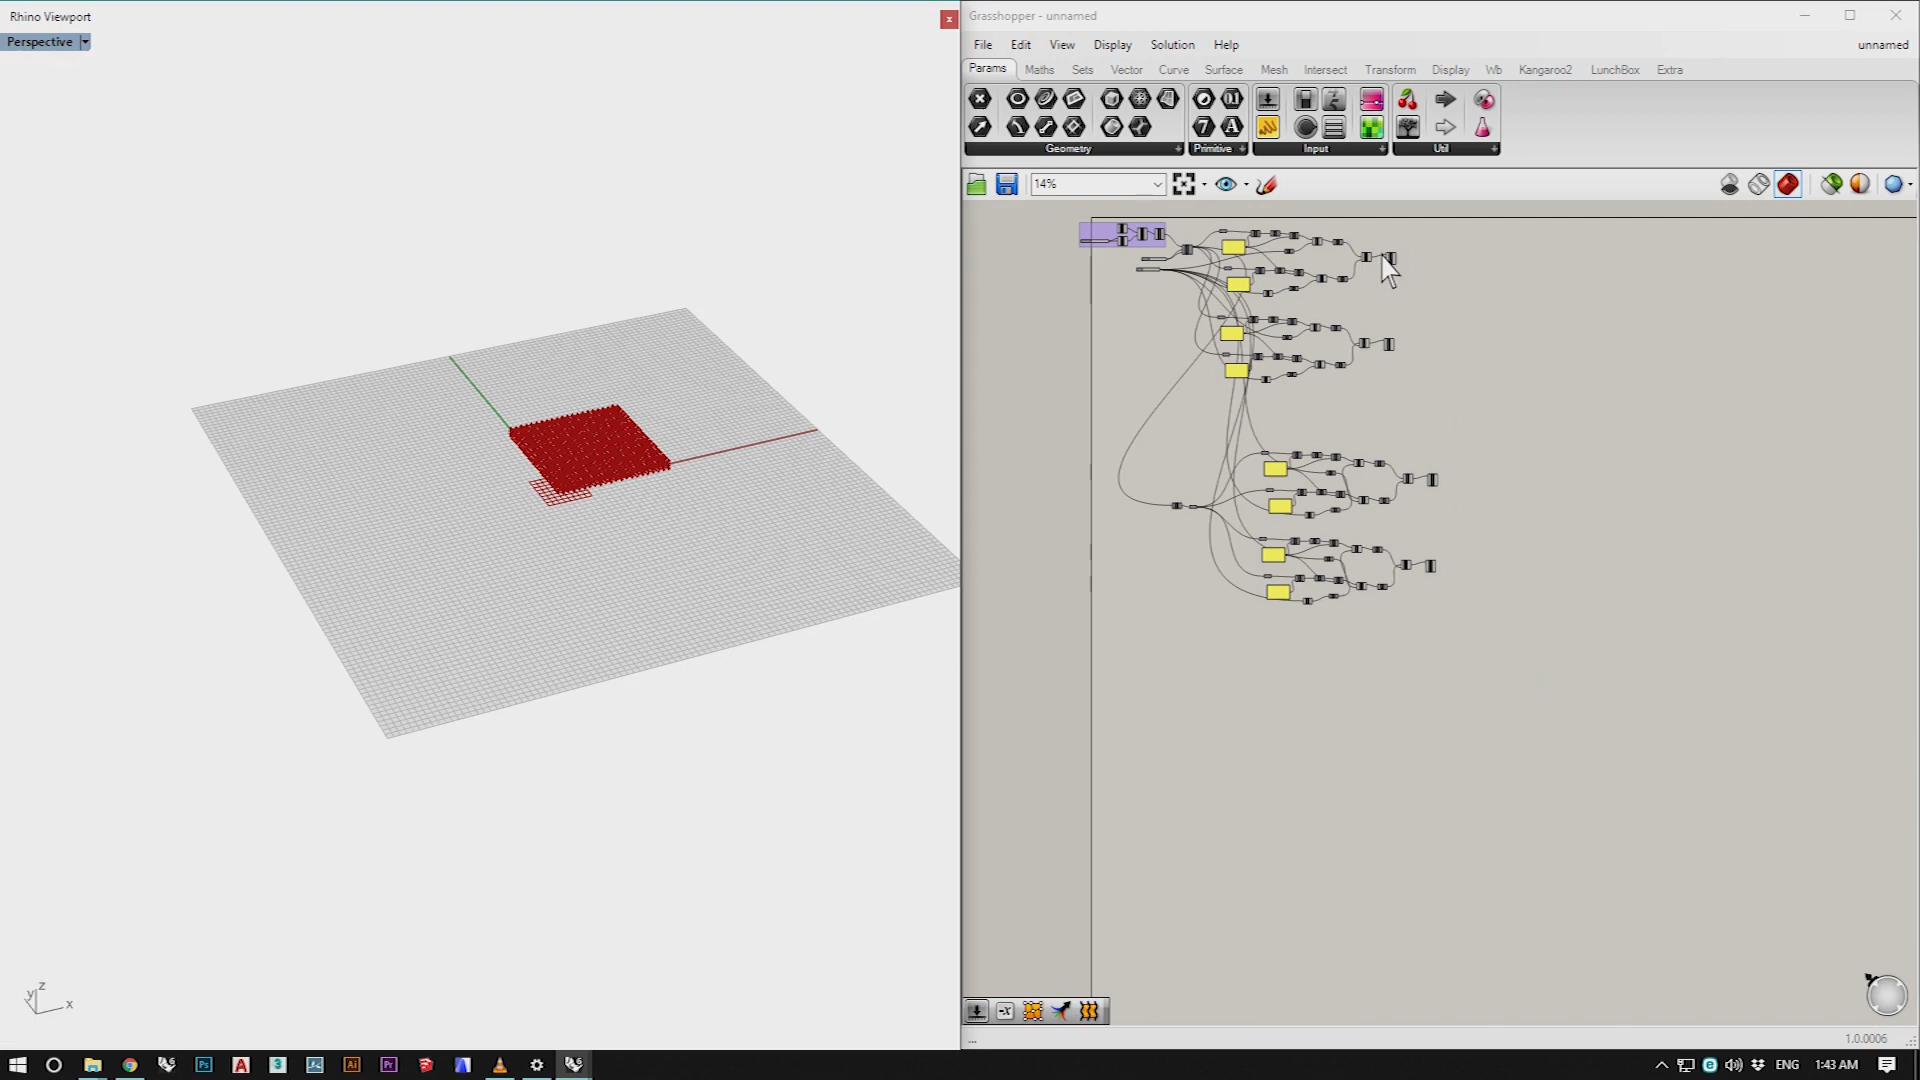 Rhino Viewport
Perspective
Grasshopper - unnamed
File Edit View Display Solution Help
unnamed
Params Maths Sets Vector Curve Surface Mesh Intersect Transform Display Wb Kangaroo2 LunchBox Extra
Geometry Primitive Input Util
14%
z
y
x
...
1.0.0006
ENG 1:43 AM